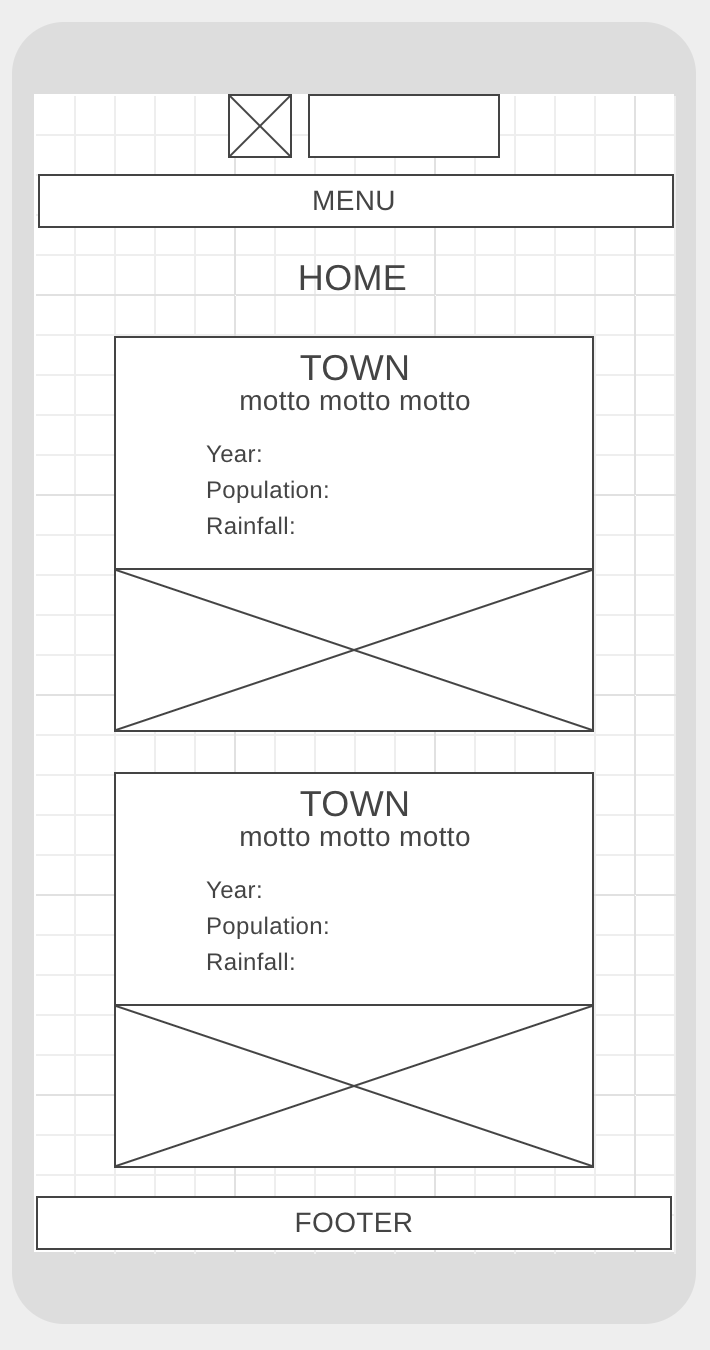 MENU
HOME
TOWN
motto motto motto
Year:
Population:
Rainfall:
TOWN
motto motto motto
Year:
Population:
Rainfall:
FOOTER